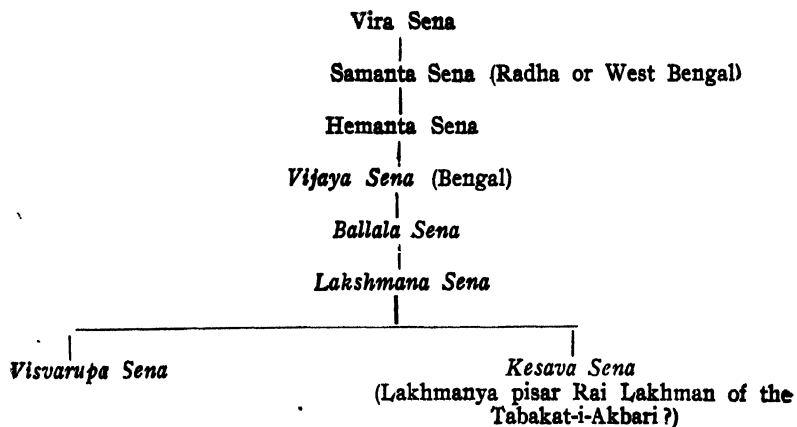 Vira Sena
Samanta Sena (Radha or West Bengal)
Hemanta Sena
Vijaya Sena (Bengal)
Ballala Sena
Lakshmana Sena
Visvarupa Sena Kesava Sena
(Lakhmanya pisar Rai Lakhman of the
Tabakat-i-Akbari?)